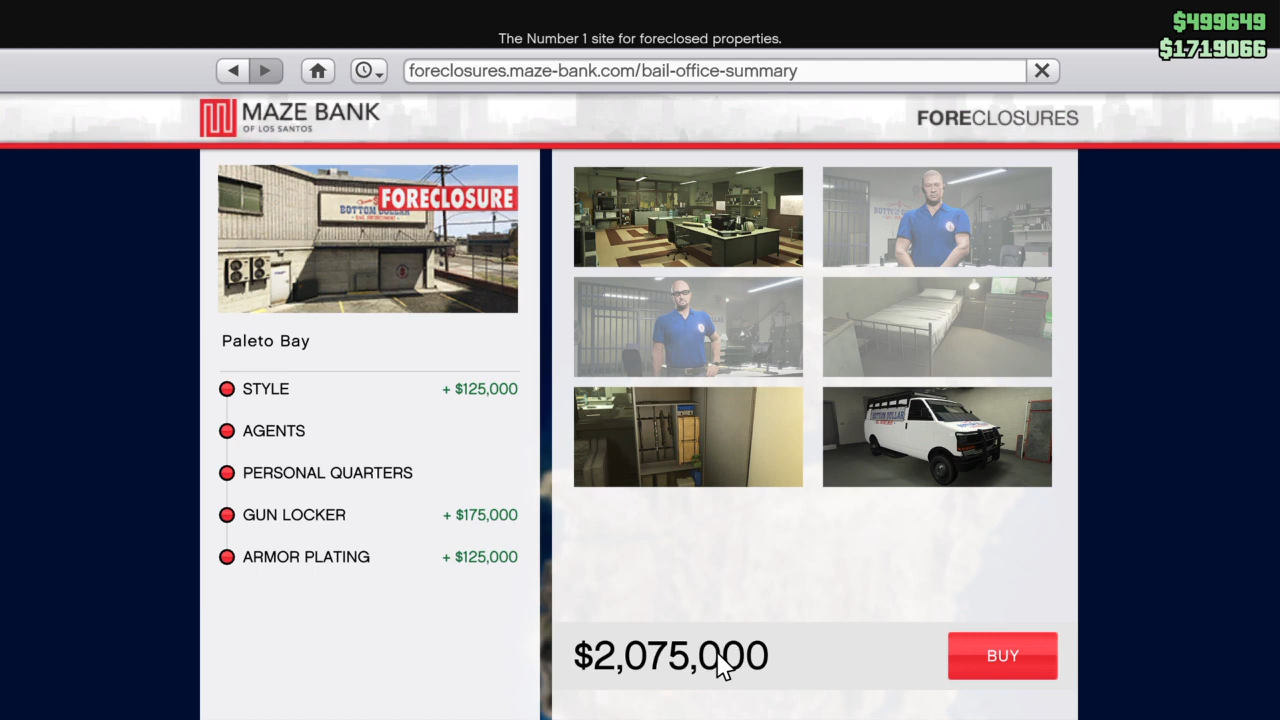 The Number 1 site for foreclosed properties.
$499649
$1719066
foreclosures.maze-bank.com/bail-office-summary
MAZE BANK
OF LOS SANTOS
FORECLOSURES
FORECLOSURE
BOTTOM DOLLAR
Paleto Bay
STYLE + $125,000
AGENTS
PERSONAL QUARTERS
GUN LOCKER + $175,000
ARMOR PLATING + $125,000
BOTTOM DOLLAR
$2,075,000
BUY